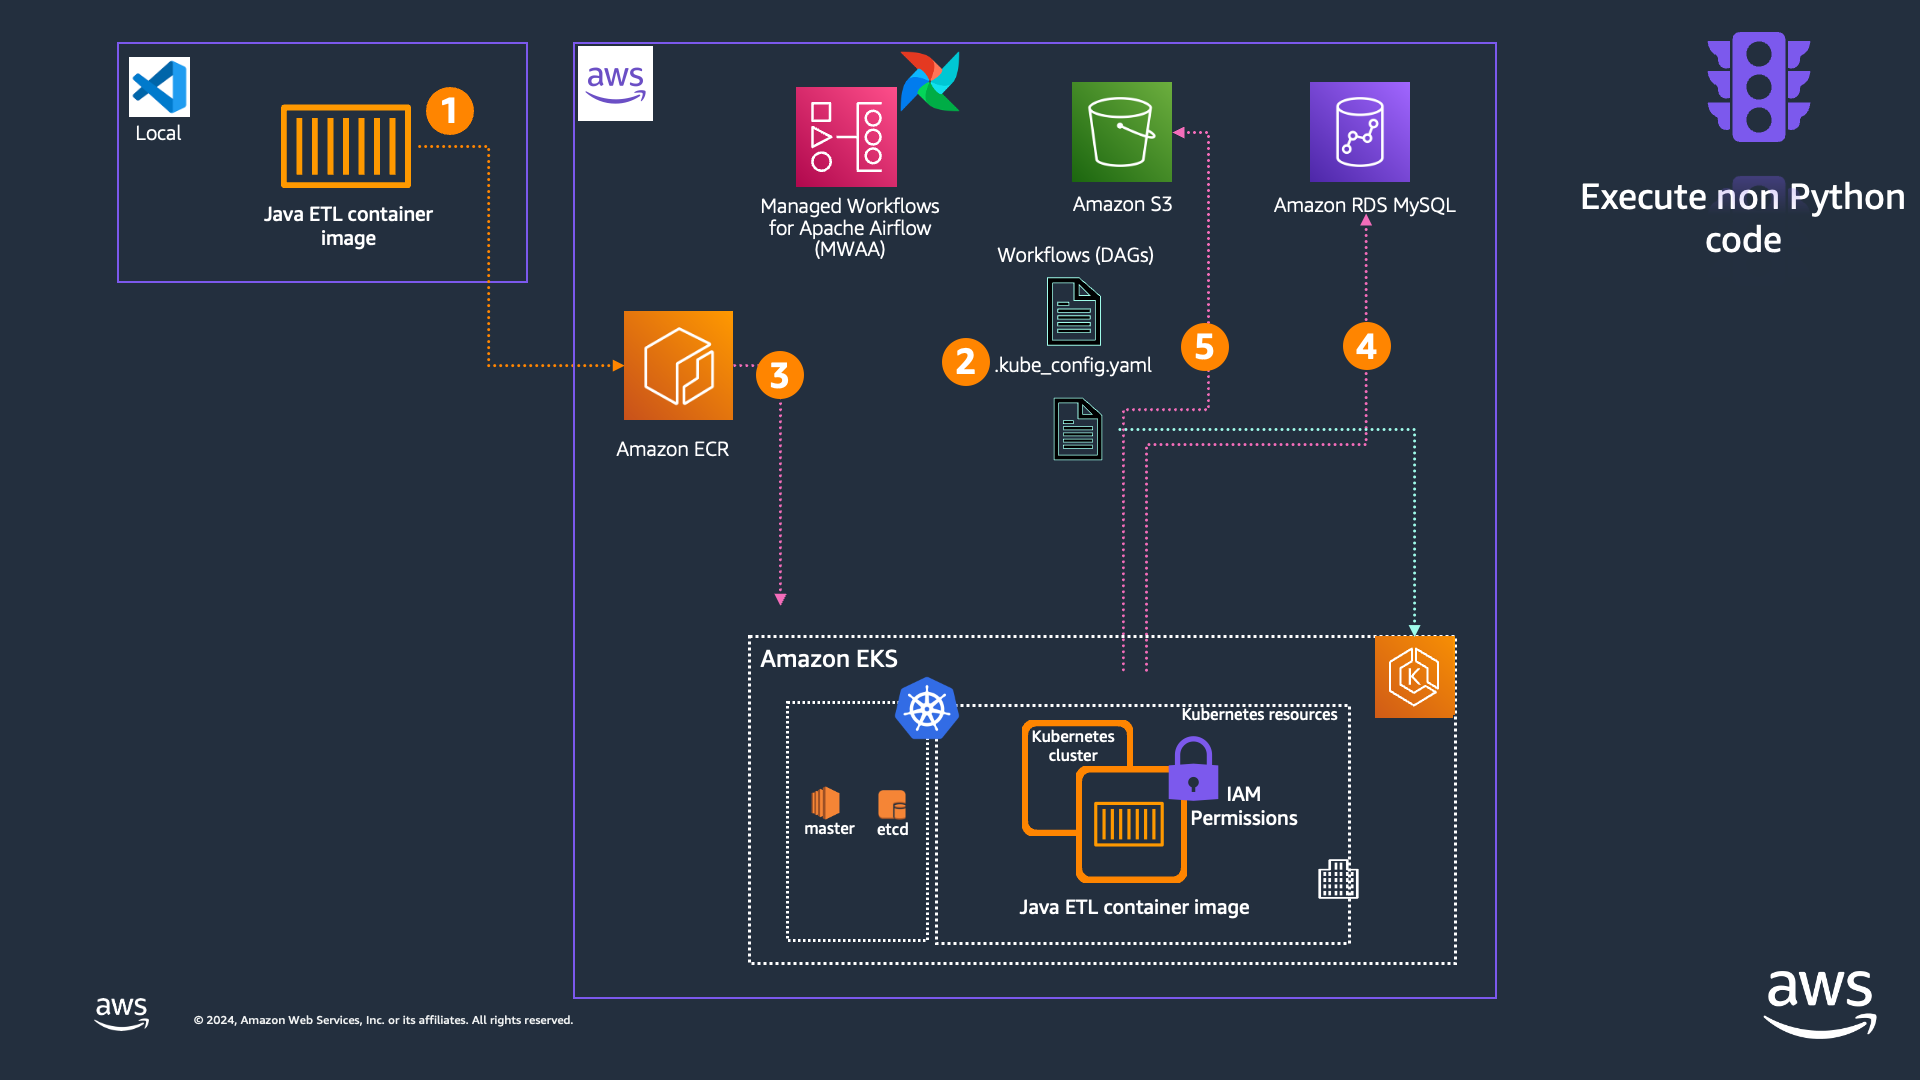 Local
1
Java ETL container
image
aws
Managed Workflows
for Apache Airflow
(MWAA)
Amazon S3
Amazon RDS MySQL
Execute non Python
code
Workflows (DAGs)
2
.kube_config.yaml
5
4
3
Amazon ECR
Amazon EKS
K
Kubernetes resources
Kubernetes
cluster
IAM
Permissions
master
etcd
Java ETL container image
aws
© 2024, Amazon Web Services, Inc. or its affiliates. All rights reserved.
aws